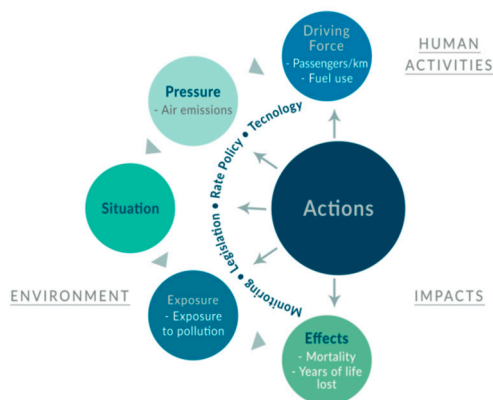 Driving
Force
- Passengers/km
- Fuel use
HUMAN
ACTIVITIES
Pressure
- Air emissions
Monitoring • Legislation • Rate Policy • Tecnology
Situation
Actions
ENVIRONMENT
Exposure
- Exposure
to pollution
IMPACTS
Effects
- Mortality
- Years of life
lost